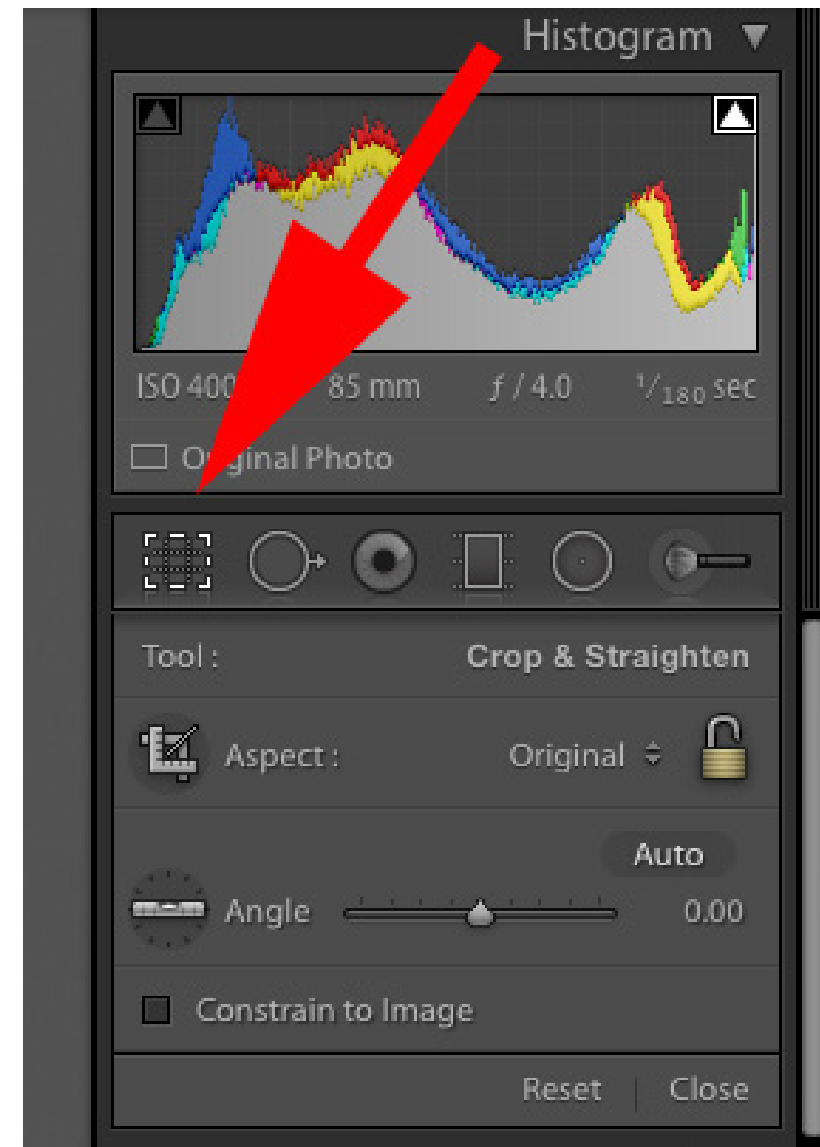 Histogram
ISO 400 85 mm ƒ / 4.0 1/180 sec
Original Photo
Tool : Crop & Straighten
Aspect : Original
Auto
Angle 0.00
Constrain to Image
Reset Close